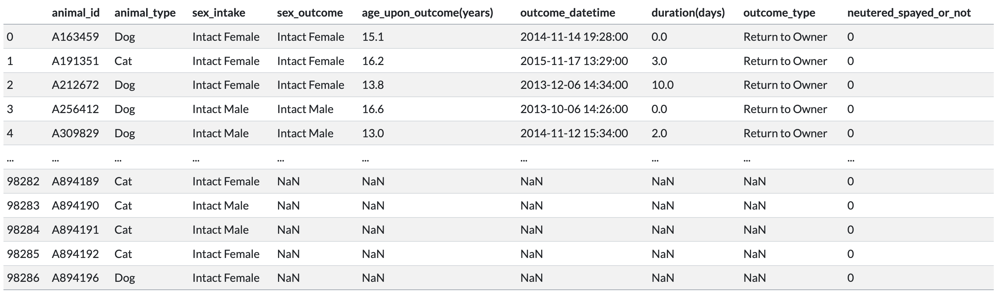 animal_id animal_type sex_intake sex_outcome age_upon_outcome(years) outcome_datetime duration(days) outcome_type neutered_spayed_or_not
0 A163459 Dog Intact Female Intact Female 15.1 2014-11-14 19:28:00 0.0 Return to Owner 0
1 A191351 Cat Intact Female Intact Female 16.2 2015-11-17 13:29:00 3.0 Return to Owner 0
2 A212672 Dog Intact Female Intact Female 13.8 2013-12-06 14:34:00 10.0 Return to Owner 0
3 A256412 Dog Intact Male Intact Male 16.6 2013-10-06 14:26:00 0.0 Return to Owner 0
4 A309829 Dog Intact Male Intact Male 13.0 2014-11-12 15:34:00 2.0 Return to Owner 0
... ... ... ... ... ... ... ... ... ...
98282 A894189 Cat Intact Female NaN NaN NaN NaN NaN 0
98283 A894190 Cat Intact Male NaN NaN NaN NaN NaN 0
98284 A894191 Cat Intact Male NaN NaN NaN NaN NaN 0
98285 A894192 Cat Intact Female NaN NaN NaN NaN NaN 0
98286 A894196 Dog Intact Female NaN NaN NaN NaN NaN 0